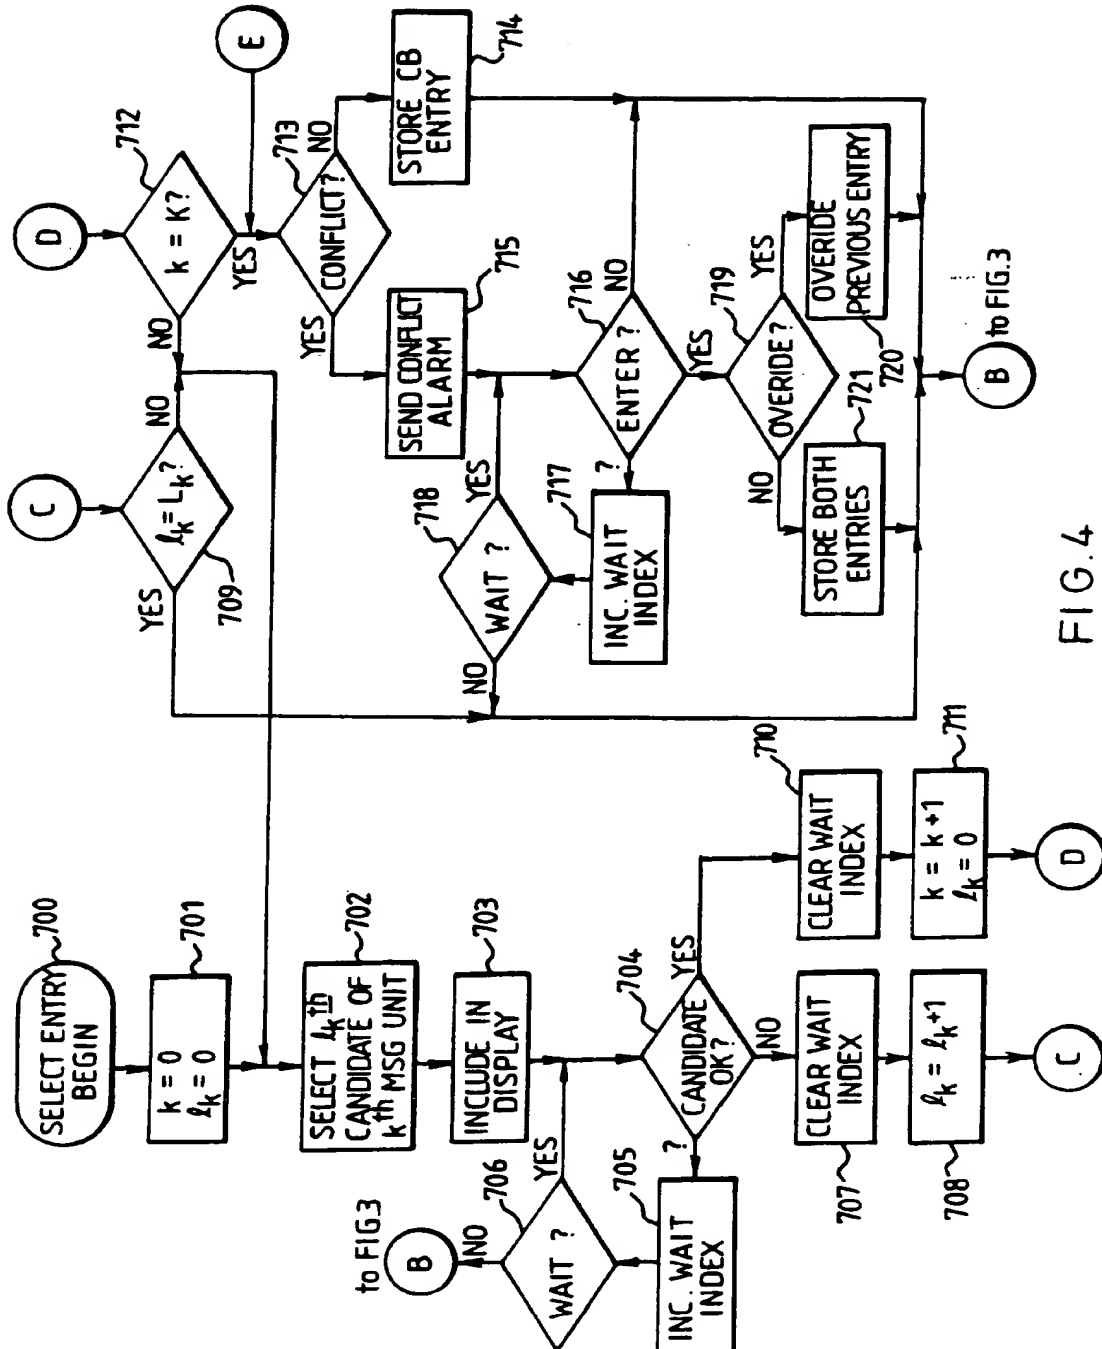 SELECT ENTRY
BEGIN
700
k = 0
ℓk = 0
701
SELECT ℓk th
CANDIDATE OF
kth MSG UNIT
702
INCLUDE IN
DISPLAY
703
CANDIDATE
OK?
704
YES
NO
?
INC. WAIT
INDEX
705
WAIT ?
706
YES
NO
B
to FIG.3
CLEAR WAIT
INDEX
707
ℓk = ℓk+1
708
C
CLEAR WAIT
INDEX
710
k = k+1
ℓk = 0
711
D
C
ℓk = Lk?
709
YES
NO
D
k = K?
712
NO
YES
E
CONFLICT?
713
YES
NO
STORE CB
ENTRY
714
SEND CONFLICT
ALARM
715
ENTER ?
716
NO
YES
?
INC. WAIT
INDEX
717
WAIT ?
718
YES
NO
OVERIDE?
719
YES
NO
OVERIDE
PREVIOUS ENTRY
720
STORE BOTH
ENTRIES
721
B
to FIG.3
FIG.4